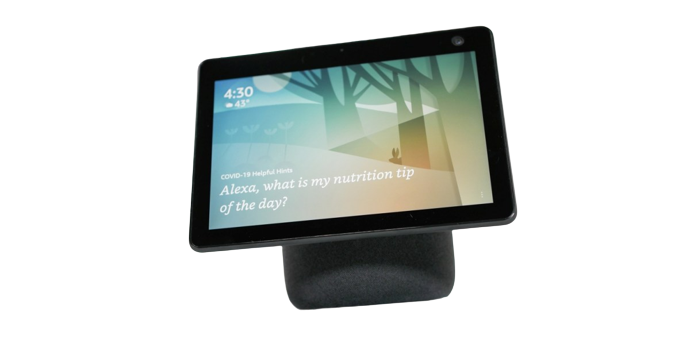 4:30
43°
COVID-19 Helpful Hints
Alexa, what is my nutrition tip
of the day?